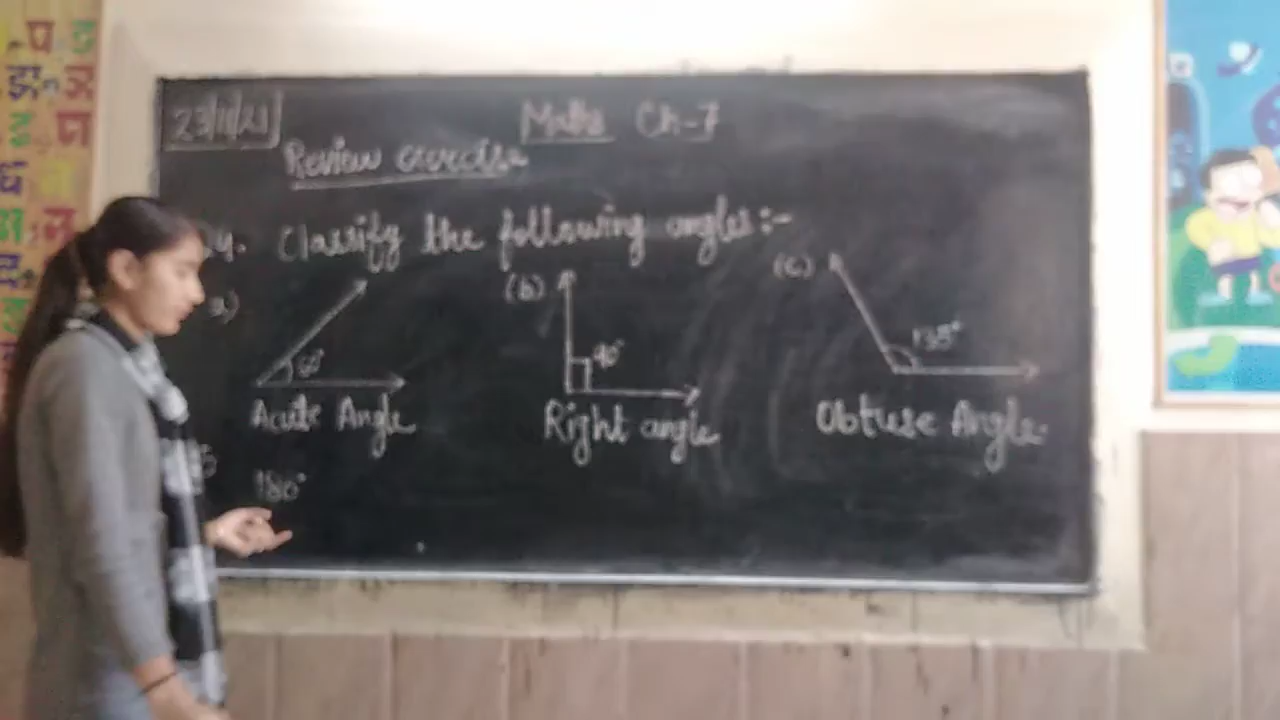 23/11/21
Maths Ch-7
Review exercise
4. Classify the following angles:-
a) (b) (c)
60° 90° 135°
Acute Angle Right angle Obtuse Angle
180°
प
झ ञ